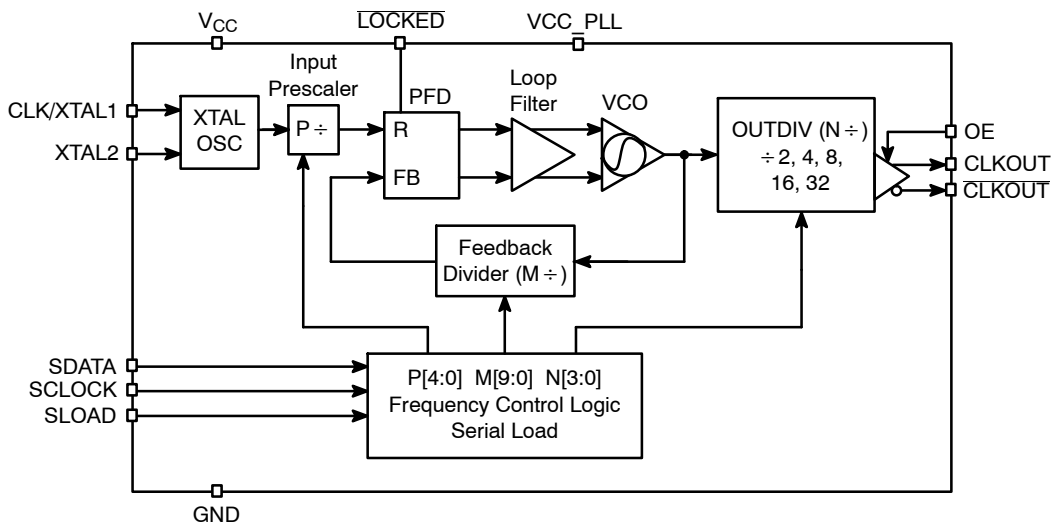 VCC
LOCKED
VCC_PLL
Input
Prescaler
PFD
Loop
Filter
VCO
CLK/XTAL1
XTAL2
XTAL
OSC
P ÷
R
FB
OUTDIV (N ÷)
÷ 2, 4, 8,
16, 32
OE
CLKOUT
CLKOUT
Feedback
Divider (M ÷)
SDATA
SCLOCK
SLOAD
P[4:0] M[9:0] N[3:0]
Frequency Control Logic
Serial Load
GND